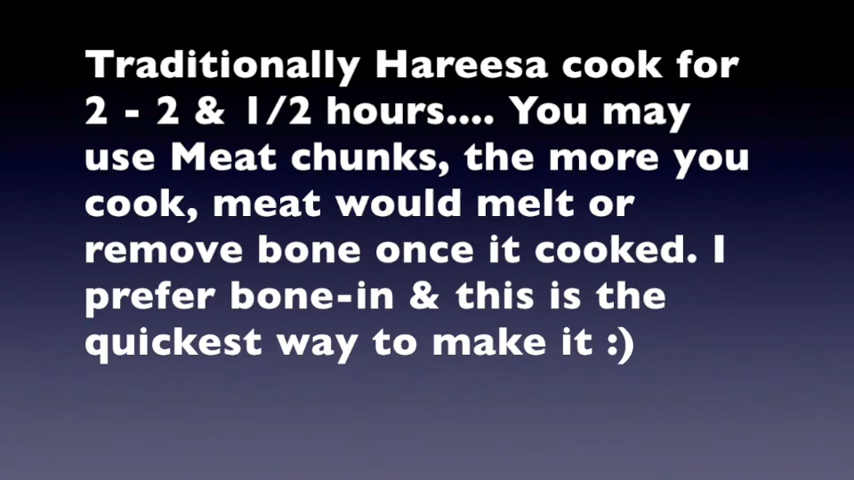 Traditionally Hareesa cook for
2 - 2 & 1/2 hours.... You may
use Meat chunks, the more you
cook, meat would melt or
remove bone once it cooked. I
prefer bone-in & this is the
quickest way to make it :)